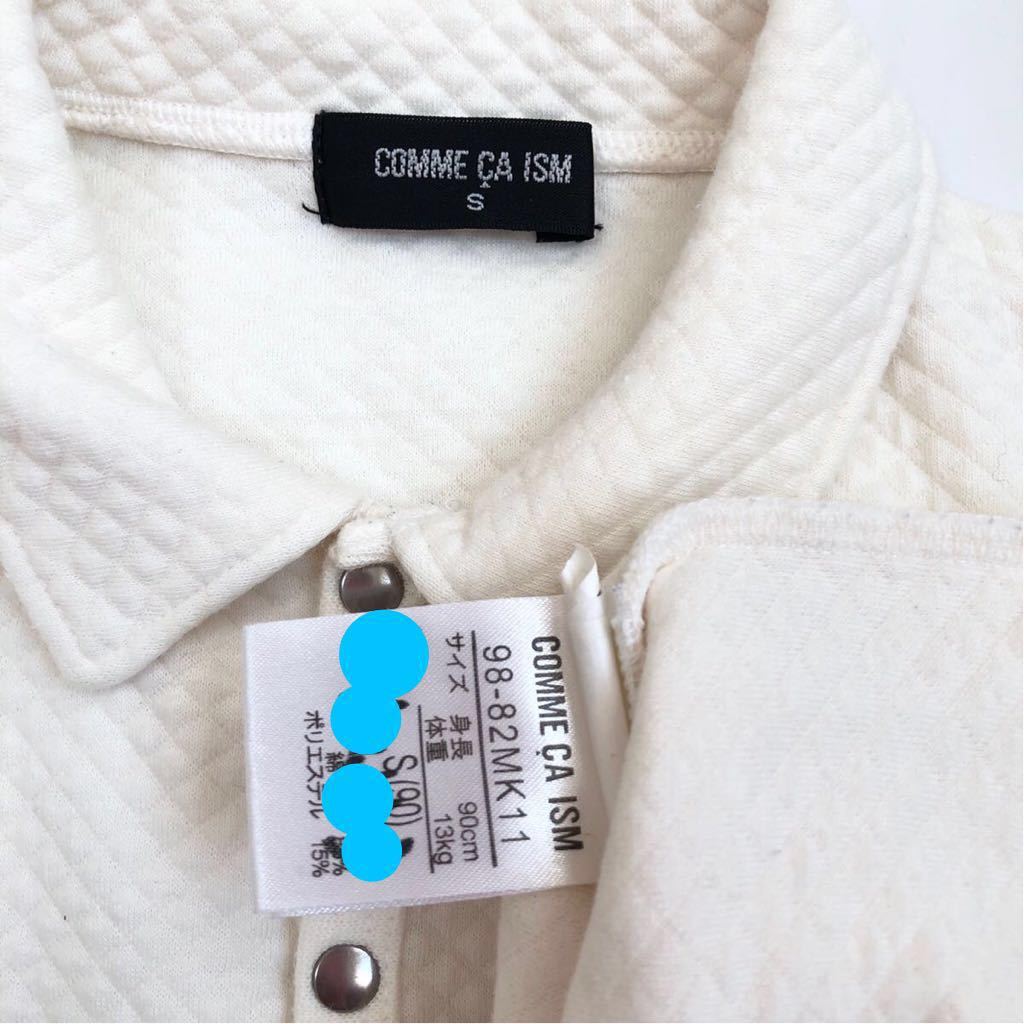 COMME ÇA ISM
S
COMME ÇA ISM
98-82MK11
サイズ 身長 90cm
体重 13kg
S(90)
綿
ポリエステル 15%